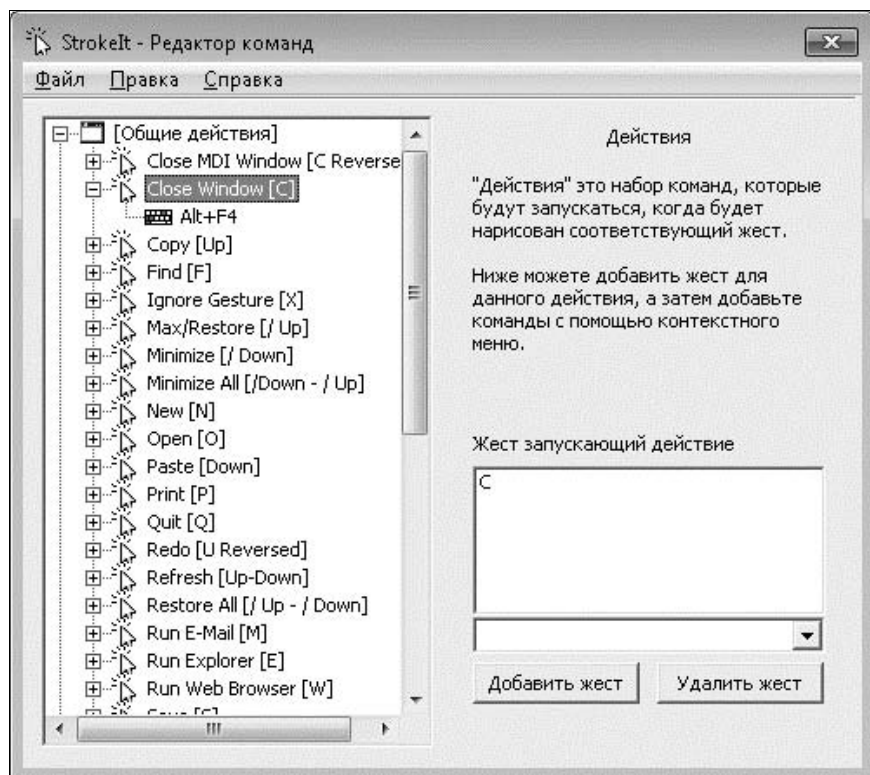 StrokeIt - Редактор команд
Файл Правка Справка
[Общие действия]
Close MDI Window [C Reverse
Close Window [C]
Alt+F4
Copy [Up]
Find [F]
Ignore Gesture [X]
Max/Restore [/ Up]
Minimize [/ Down]
Minimize All [/Down - / Up]
New [N]
Open [O]
Paste [Down]
Print [P]
Quit [Q]
Redo [U Reversed]
Refresh [Up-Down]
Restore All [/ Up - / Down]
Run E-Mail [M]
Run Explorer [E]
Run Web Browser [W]
Действия
"Действия" это набор команд, которые
будут запускаться, когда будет
нарисован соответствующий жест.
Ниже можете добавить жест для
данного действия, а затем добавьте
команды с помощью контекстного
меню.
Жест запускающий действие
C
Добавить жест Удалить жест